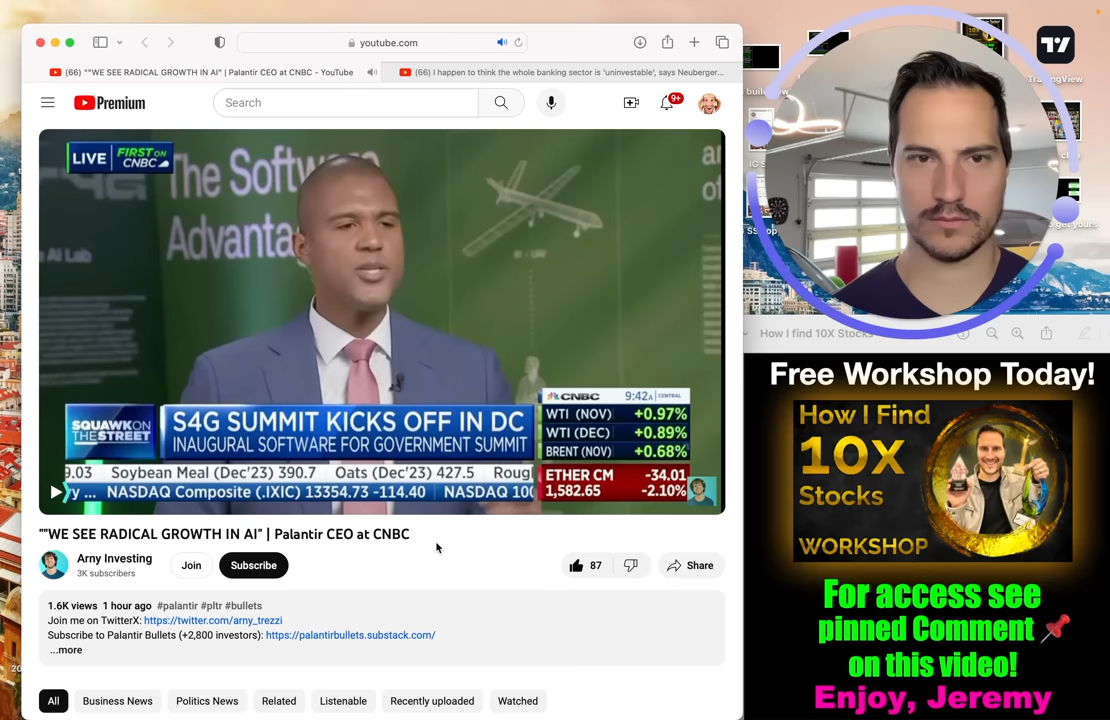 youtube.com
(66) ""WE SEE RADICAL GROWTH IN AI" | Palantir CEO at CNBC - YouTube
(66) I happen to think the whole banking sector is 'uninvestable', says Neuberger...
Premium
Search
9+
LIVE FIRST ON CNBC
The Softw
Advanta
AI Lab
SQUAWK ON THE STREET
S4G SUMMIT KICKS OFF IN DC
INAUGURAL SOFTWARE FOR GOVERNMENT SUMMIT
CNBC 9:42A CENTRAL
WTI (NOV) +0.97%
WTI (DEC) +0.89%
BRENT (NOV) +0.68%
9.03 Soybean Meal (Dec'23) 390.7 Oats (Dec'23) 427.5 Roug
NASDAQ Composite (.IXIC) 13354.73 -114.40 NASDAQ 100
ETHER CM -34.01
1,582.65 -2.10%
""WE SEE RADICAL GROWTH IN AI" | Palantir CEO at CNBC
Arny Investing
3K subscribers
Join
Subscribe
87
Share
1.6K views 1 hour ago #palantir #pltr #bullets
Join me on TwitterX: https://twitter.com/arny_trezzi
Subscribe to Palantir Bullets (+2,800 investors): https://palantirbullets.substack.com/
...more
All
Business News
Politics News
Related
Listenable
Recently uploaded
Watched
TradingView
How I find 10X Stocks
Free Workshop Today!
How I Find
10X
Stocks
WORKSHOP
For access see
pinned Comment 📌
on this video!
Enjoy, Jeremy